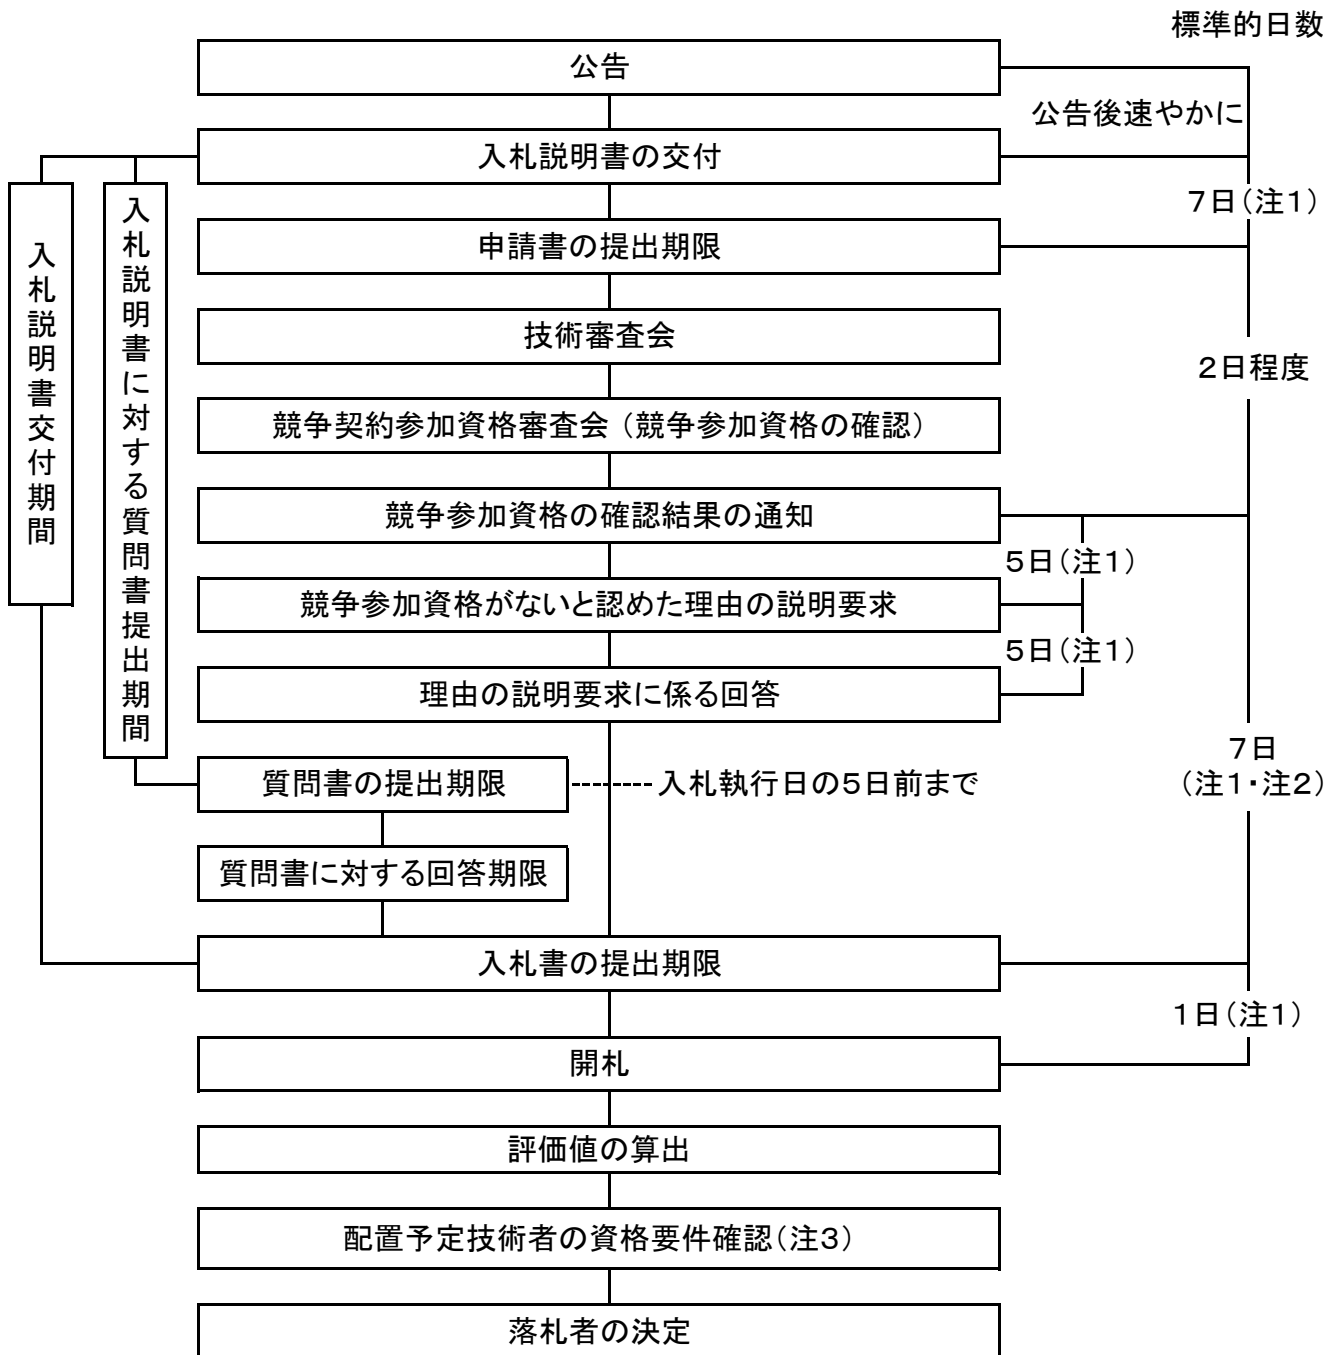 標準的日数
公告
公告後速やかに
入札説明書の交付
7日(注1)
入札説明書交付期間
入札説明書に対する質問書提出期間
申請書の提出期限
技術審査会
2日程度
競争契約参加資格審査会(競争参加資格の確認)
競争参加資格の確認結果の通知
5日(注1)
競争参加資格がないと認めた理由の説明要求
5日(注1)
理由の説明要求に係る回答
7日
(注1・注2)
質問書の提出期限
入札執行日の5日前まで
質問書に対する回答期限
入札書の提出期限
1日(注1)
開札
評価値の算出
配置予定技術者の資格要件確認(注3)
落札者の決定